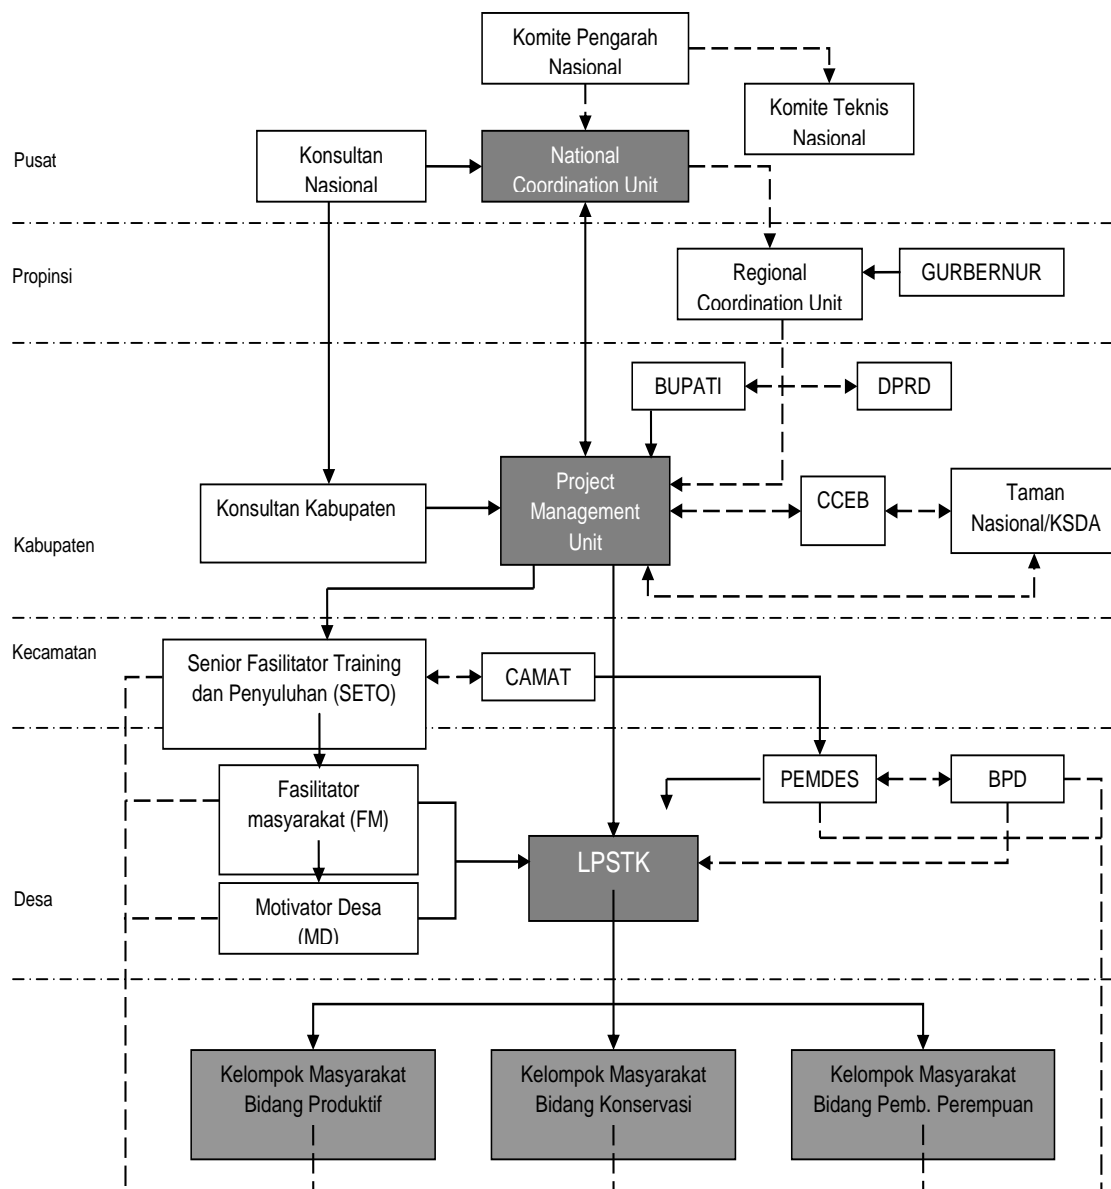 Komite Pengarah
Nasional
Komite Teknis
Nasional
Pusat
Konsultan
Nasional
National
Coordination Unit
Propinsi
Regional
Coordination Unit
GURBERNUR
BUPATI
DPRD
Project
Management
Unit
Konsultan Kabupaten
CCEB
Taman
Nasional/KSDA
Kabupaten
Kecamatan
Senior Fasilitator Training
dan Penyuluhan (SETO)
CAMAT
Fasilitator
masyarakat (FM)
PEMDES
BPD
LPSTK
Desa
Motivator Desa
(MD)
Kelompok Masyarakat
Bidang Produktif
Kelompok Masyarakat
Bidang Konservasi
Kelompok Masyarakat
Bidang Pemb. Perempuan